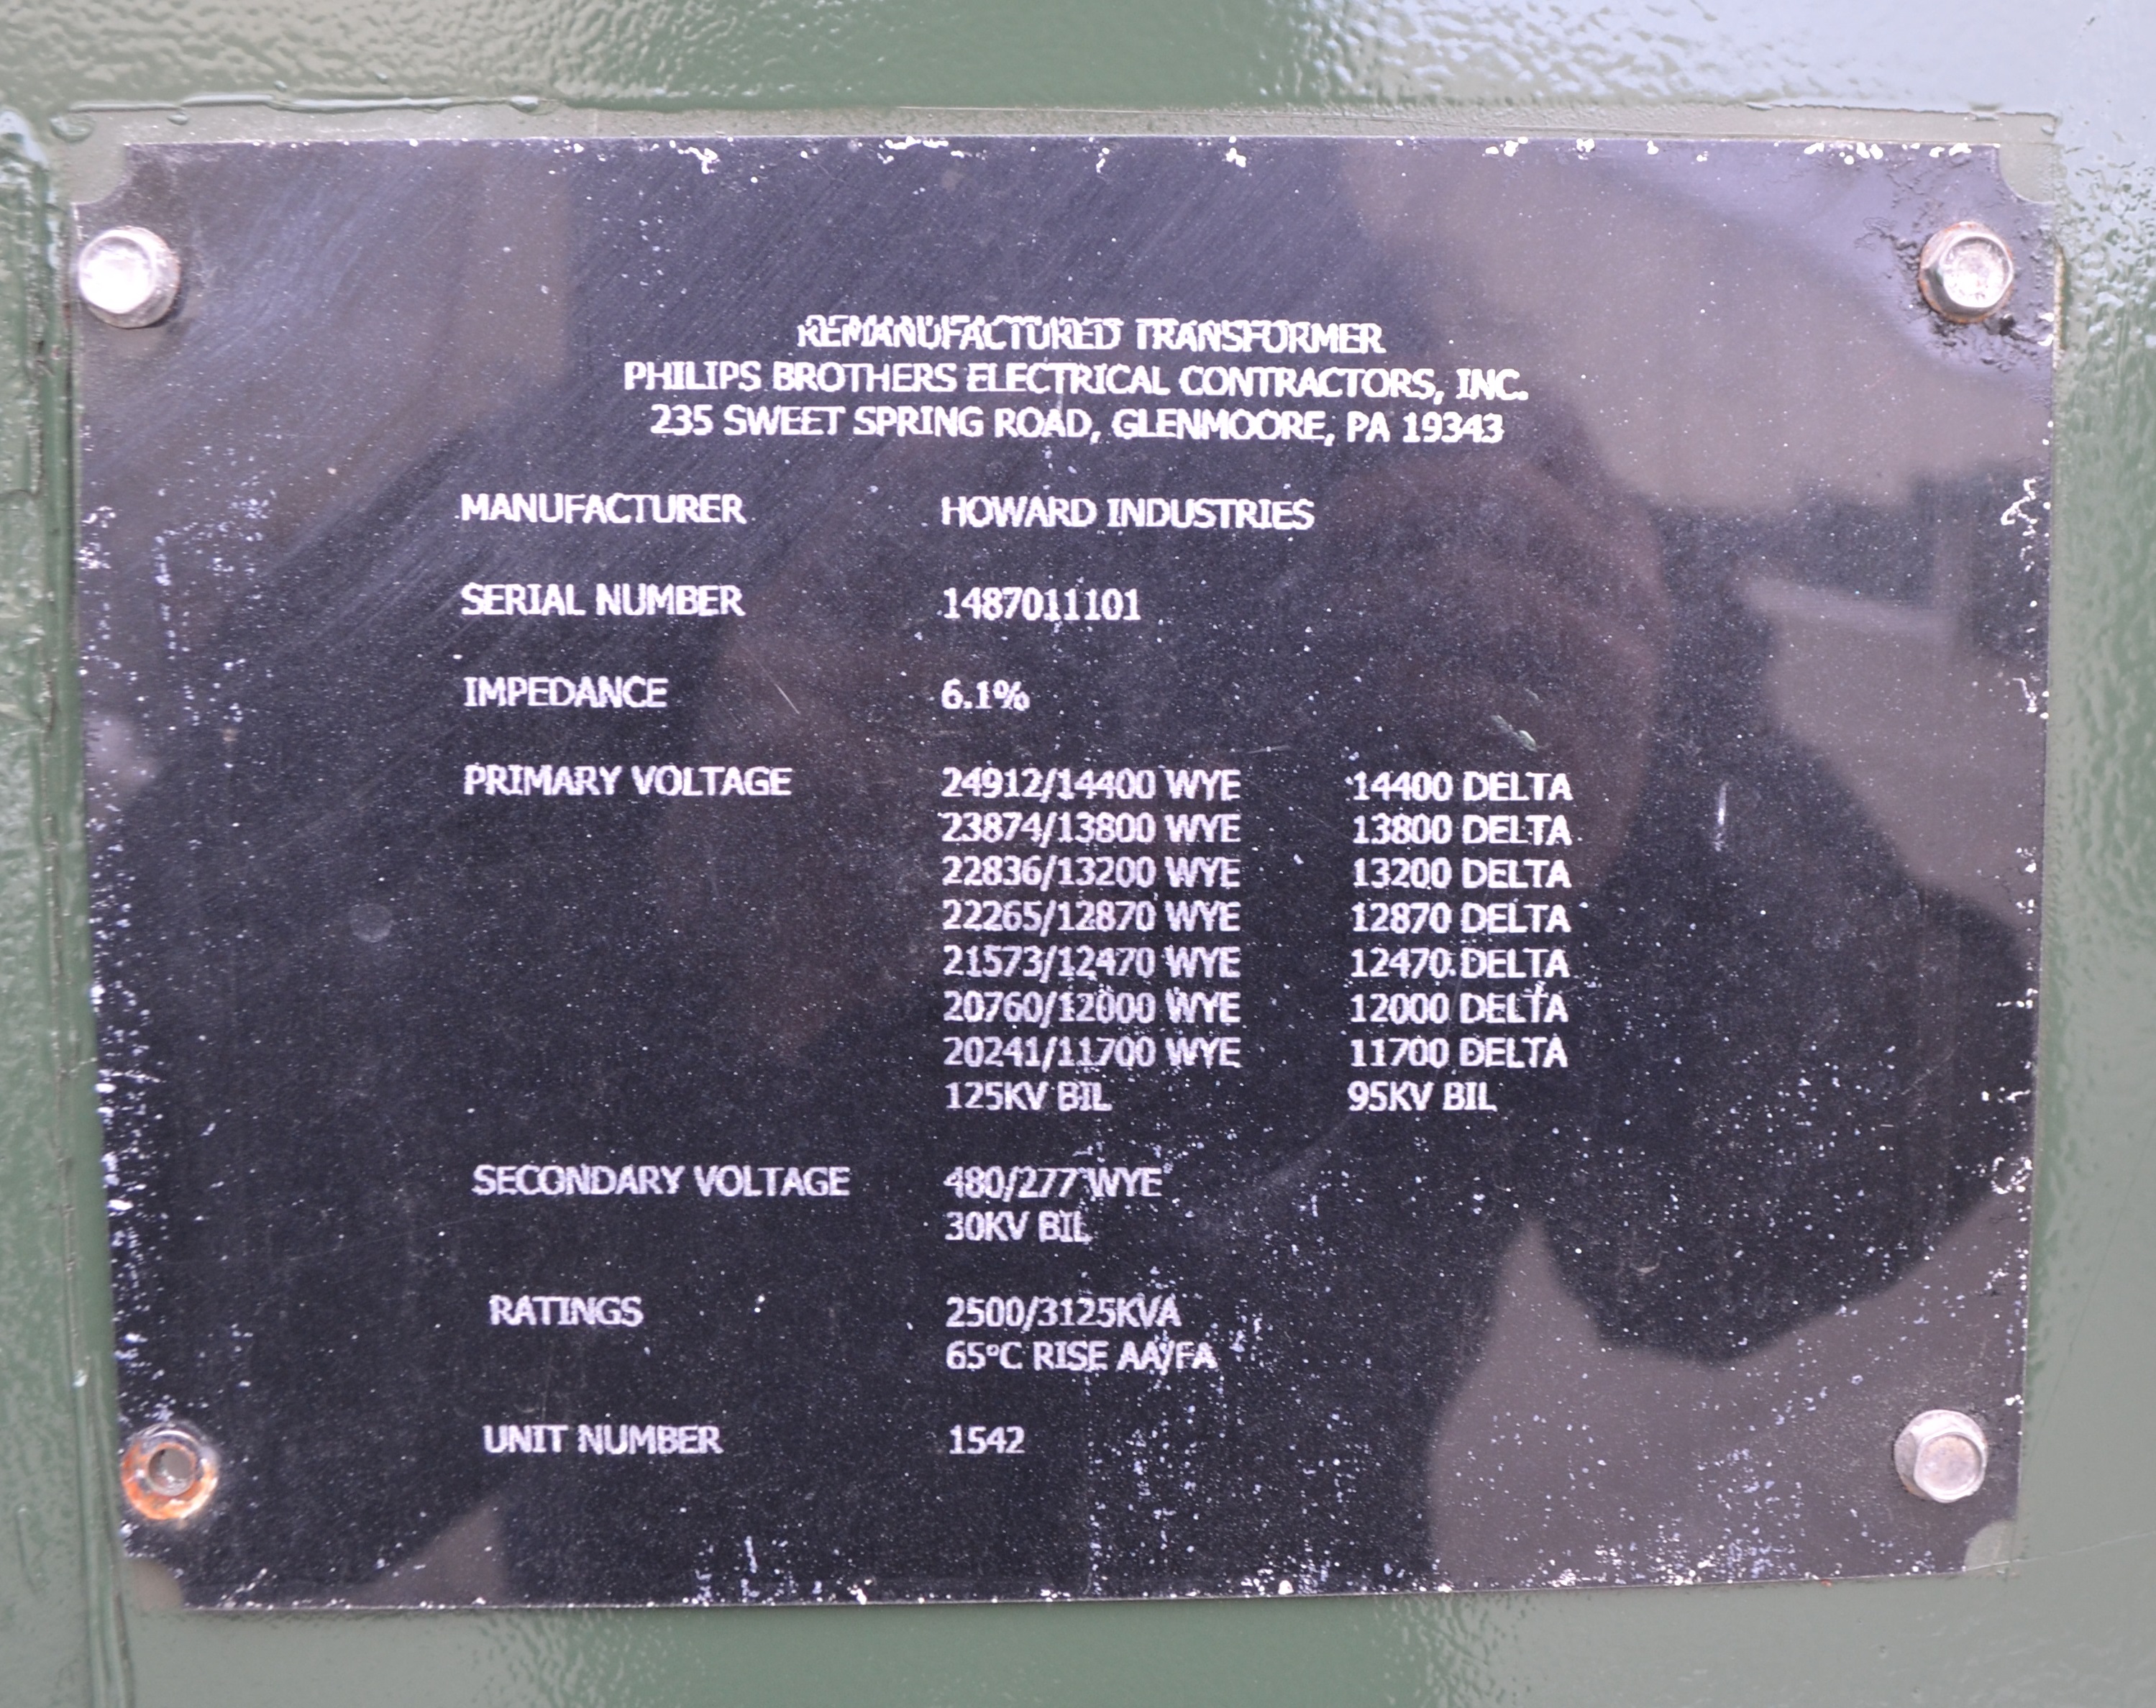 REMANUFACTURED TRANSFORMER
PHILIPS BROTHERS ELECTRICAL CONTRACTORS, INC.
235 SWEET SPRING ROAD, GLENMOORE, PA 19343
MANUFACTURER HOWARD INDUSTRIES
SERIAL NUMBER 1487011101
IMPEDANCE 6.1%
PRIMARY VOLTAGE 24912/14400 WYE 14400 DELTA
23874/13800 WYE 13800 DELTA
22836/13200 WYE 13200 DELTA
22265/12870 WYE 12870 DELTA
21573/12470 WYE 12470 DELTA
20760/12000 WYE 12000 DELTA
20241/11700 WYE 11700 DELTA
125KV BIL 95KV BIL
SECONDARY VOLTAGE 480/277 WYE
30KV BIL
RATINGS 2500/3125KVA
65°C RISE AA/FA
UNIT NUMBER 1542